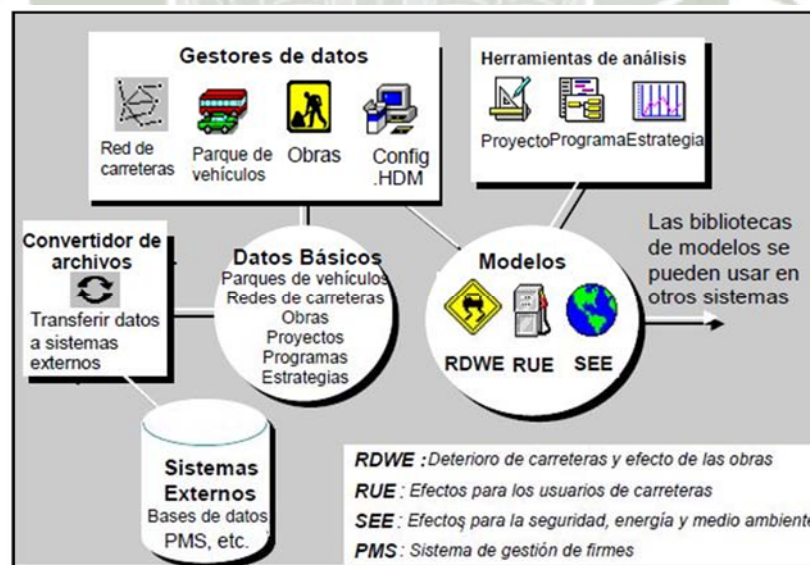 Gestores de datos
Red de
carreteras
Parque de
vehículos
Obras
Config
.HDM
Herramientas de análisis
Proyecto
Programa
Estrategia
Convertidor de
archivos
Transferir datos
a sistemas
externos
Datos Básicos
Parques de vehículos
Redes de carreteras
Obras
Proyectos
Programas
Estrategias
Modelos
RDWE
RUE
SEE
Las bibliotecas
de modelos se
pueden usar en
otros sistemas
Sistemas
Externos
Bases de datos
PMS, etc.
RDWE : Deterioro de carreteras y efecto de las obras
RUE : Efectos para los usuarios de carreteras
SEE : Efectos para la seguridad, energía y medio ambiente
PMS : Sistema de gestión de firmes